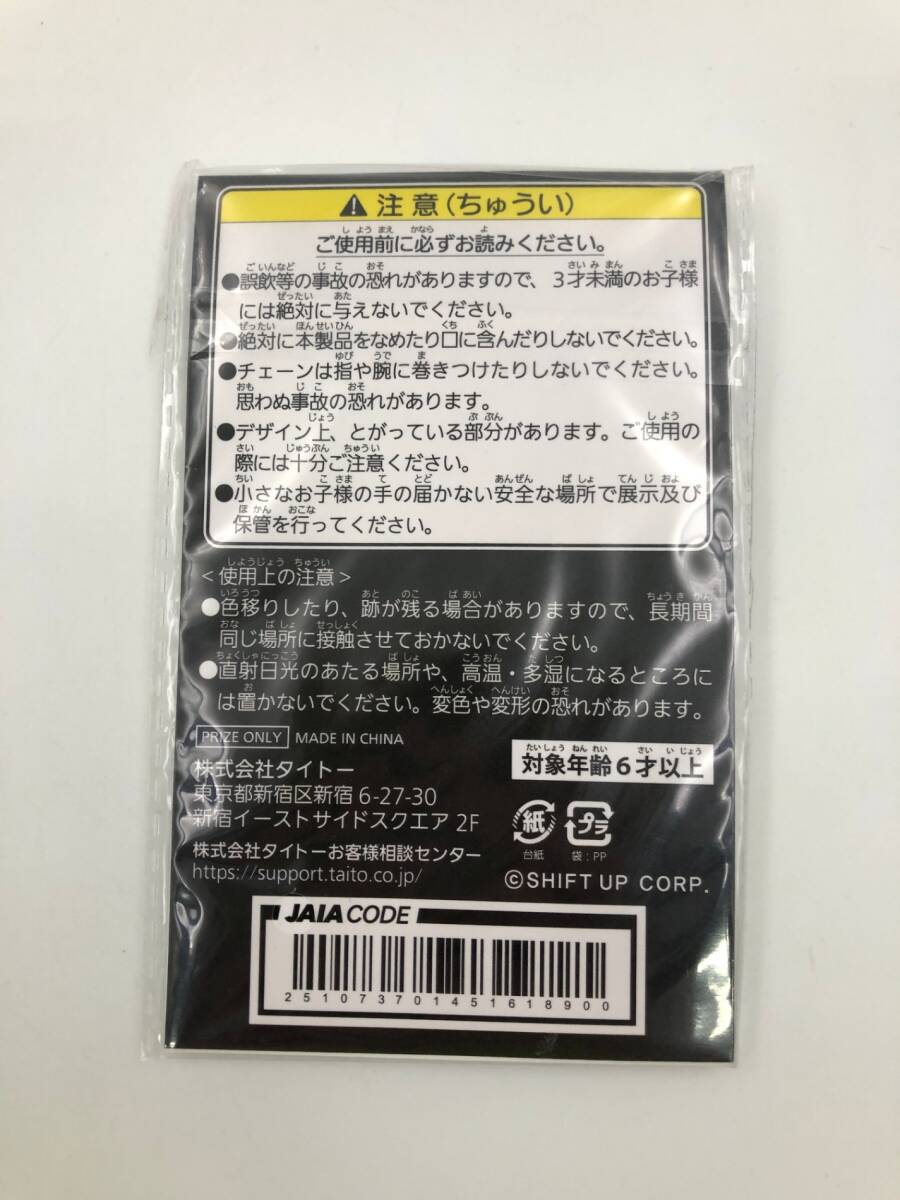 注意(ちゅうい)
ご使用前に必ずお読みください。
●誤飲等の事故の恐れがありますので、3才未満のお子様
には絶対に与えないでください。
●絶対に本製品をなめたり口に含んだりしないでください。
●チェーンは指や腕に巻きつけたりしないでください。
思わぬ事故の恐れがあります。
●デザイン上、とがっている部分があります。ご使用の
際には十分ご注意ください。
●小さなお子様の手の届かない安全な場所で展示及び
保管を行ってください。
<使用上の注意>
●色移りしたり、跡が残る場合がありますので、長期間
同じ場所に接触させておかないでください。
●直射日光のあたる場所や、高温・多湿になるところに
は置かないでください。変色や変形の恐れがあります。
PRIZE ONLY MADE IN CHINA
対象年齢6才以上
株式会社タイトー
東京都新宿区新宿 6-27-30
新宿イーストサイドスクエア 2F
株式会社タイトーお客様相談センター
https://support.taito.co.jp/
紙 プラ
台紙 袋:PP
©SHIFT UP CORP.
JAIA CODE
251073701451618900